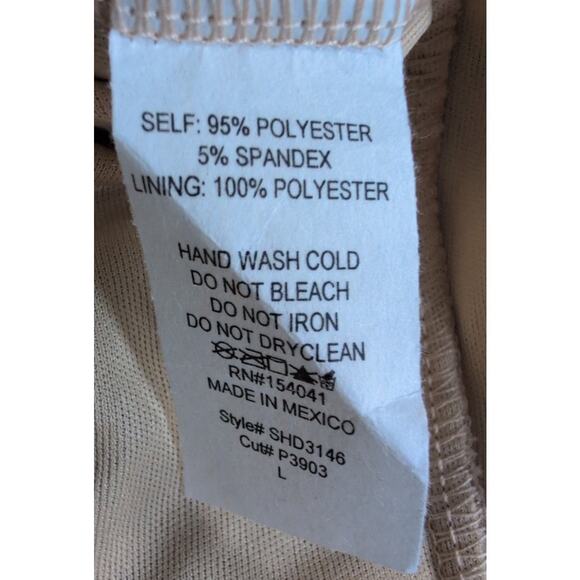 SELF: 95% POLYESTER
5% SPANDEX
LINING: 100% POLYESTER
HAND WASH COLD
DO NOT BLEACH
DO NOT IRON
DO NOT DRYCLEAN
RN#154041
MADE IN MEXICO
Style# SHD3146
Cut# P3903
L